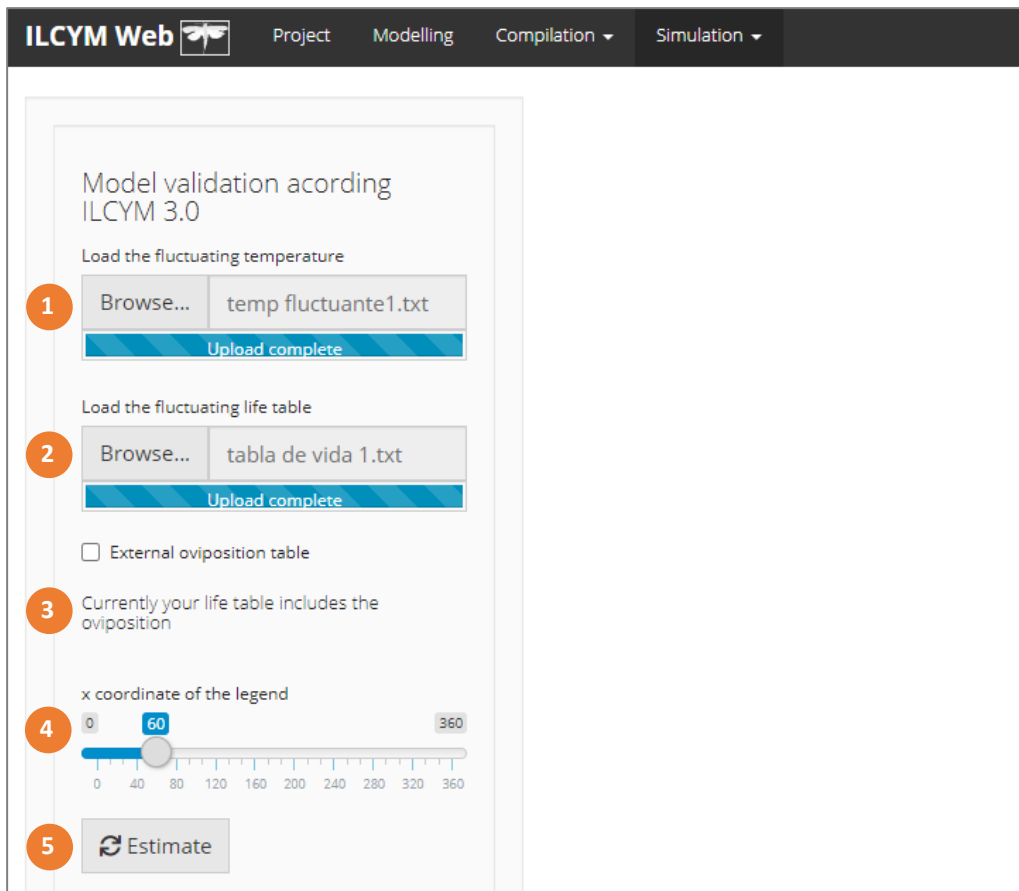 ILCYM Web Project Modelling Compilation Simulation
Model validation acording
ILCYM 3.0
Load the fluctuating temperature
1 Browse... temp fluctuante1.txt
Upload complete
Load the fluctuating life table
2 Browse... tabla de vida 1.txt
Upload complete
External oviposition table
3 Currently your life table includes the
oviposition
x coordinate of the legend
4 0 60 360
0 40 80 120 160 200 240 280 320 360
5 Estimate